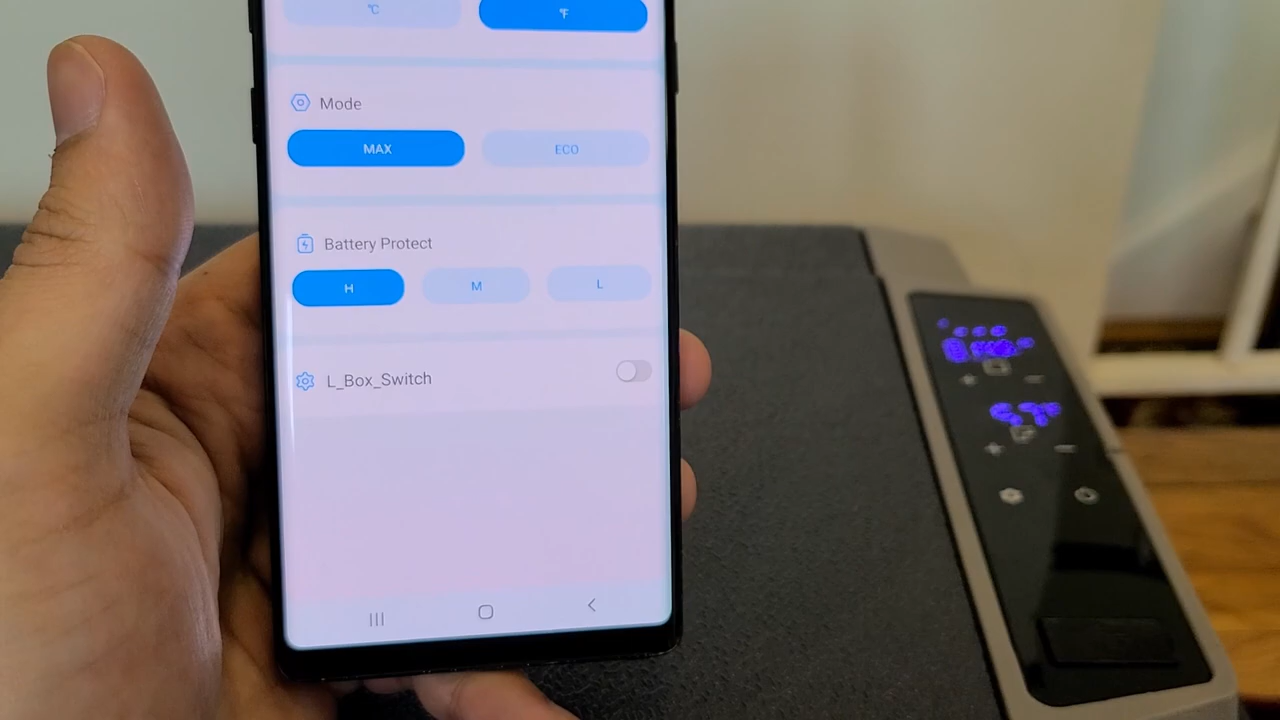 °C
°F
Mode
MAX
ECO
Battery Protect
H
M
L
L_Box_Switch